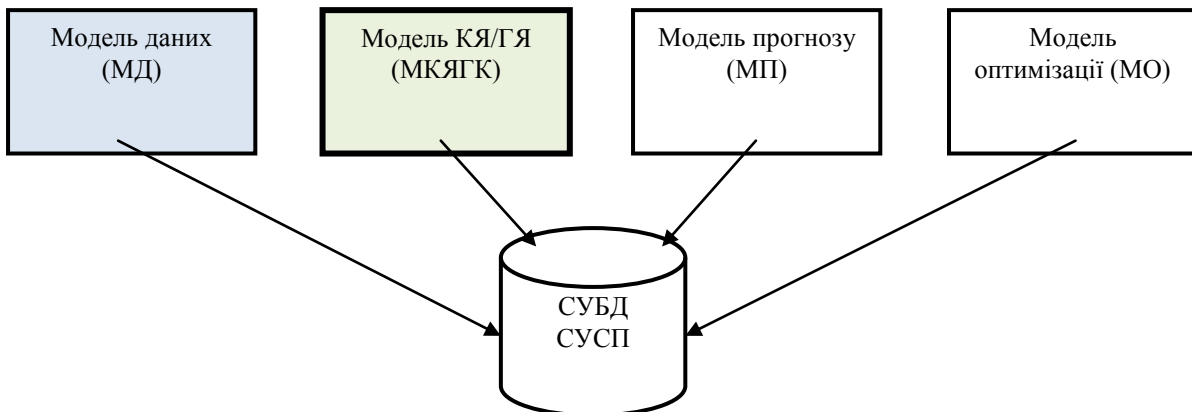 Модель даних
(МД)
Модель КЯ/ГЯ
(МКЯГК)
Модель прогнозу
(МП)
Модель
оптимізації (МО)
СУБД
СУСП